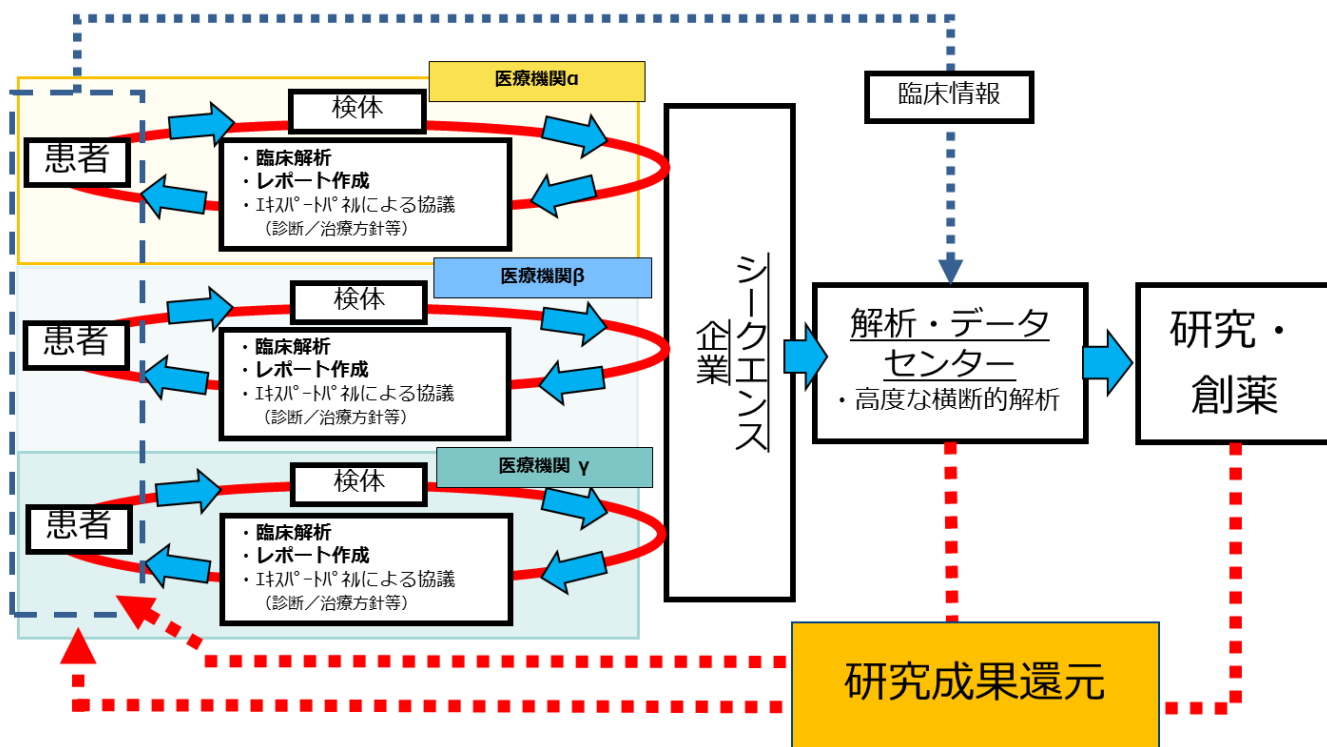 医療機関α
臨床情報
検体
患者
・臨床解析
・レポート作成
・ｴｷｽﾊﾟｰﾄﾊﾟﾈﾙによる協議
（診断／治療方針等）
医療機関β
検体
患者
・臨床解析
・レポート作成
・ｴｷｽﾊﾟｰﾄﾊﾟﾈﾙによる協議
（診断／治療方針等）
医療機関 γ
検体
患者
・臨床解析
・レポート作成
・ｴｷｽﾊﾟｰﾄﾊﾟﾈﾙによる協議
（診断／治療方針等）
シークエンス
企業
解析・データ
センター
・高度な横断的解析
研究・
創薬
研究成果還元